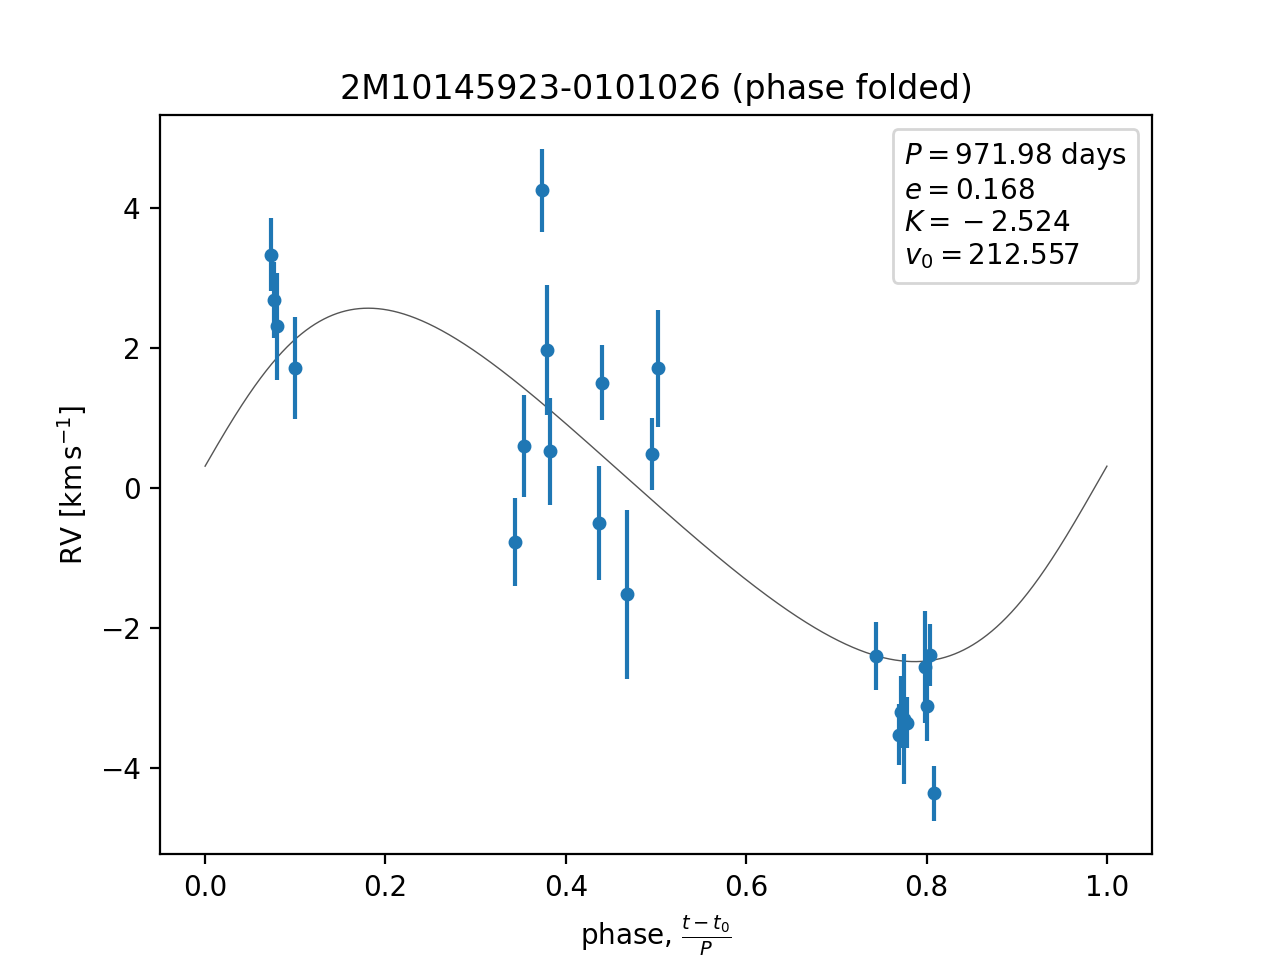 2M10145923-0101026 (phase folded)
P = 971.98 days
e = 0.168
K = − 2.524
v₀ = 212.557
4
2
0
−2
−4
RV [km s⁻¹]
0.0 0.2 0.4 0.6 0.8 1.0
phase, (t − t₀)/P